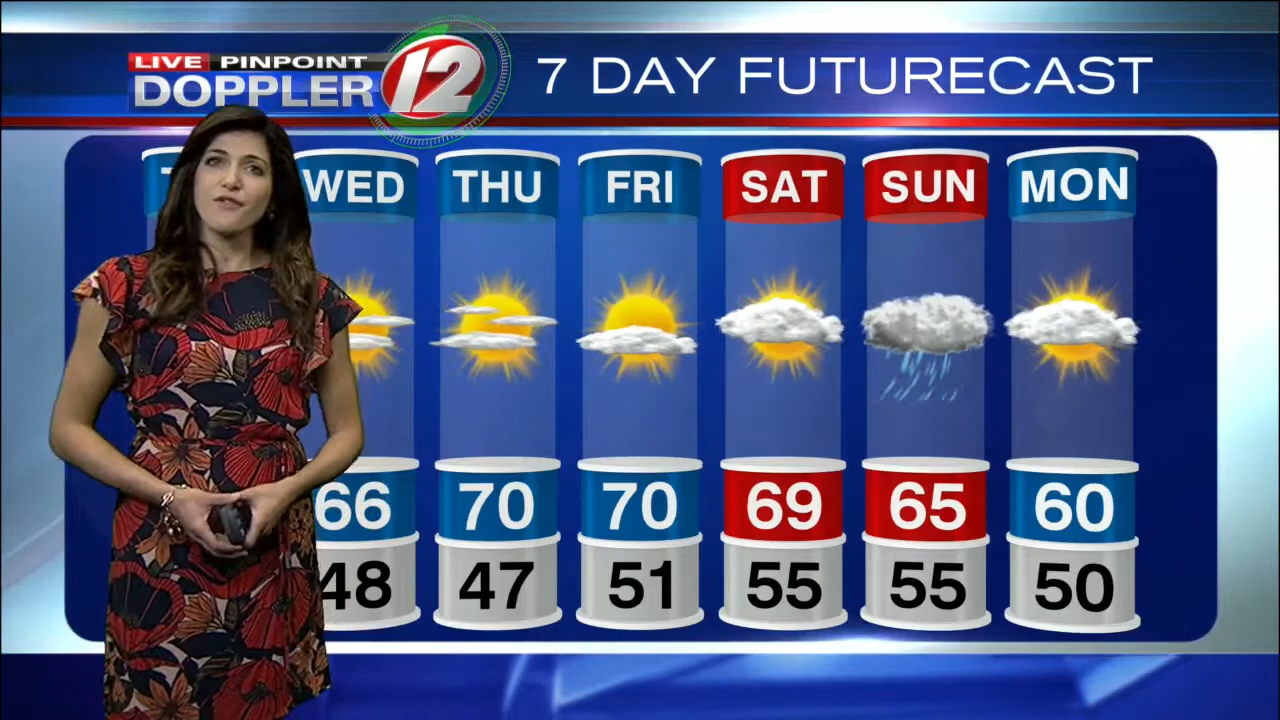 LIVE PINPOINT
DOPPLER 12
7 DAY FUTURECAST
WED THU FRI SAT SUN MON
66 70 70 69 65 60
48 47 51 55 55 50